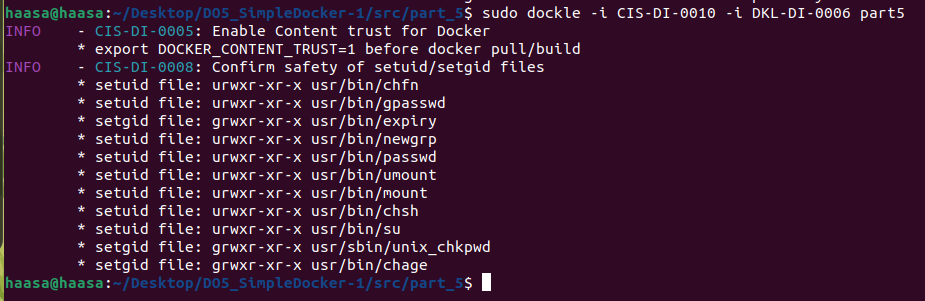 haasa@haasa:~/Desktop/DO5_SimpleDocker-1/src/part_5$ sudo dockle -i CIS-DI-0010 -i DKL-DI-0006 part5
INFO    - CIS-DI-0005: Enable Content trust for Docker
        * export DOCKER_CONTENT_TRUST=1 before docker pull/build
INFO    - CIS-DI-0008: Confirm safety of setuid/setgid files
        * setuid file: urwxr-xr-x usr/bin/chfn
        * setuid file: urwxr-xr-x usr/bin/gpasswd
        * setgid file: grwxr-xr-x usr/bin/expiry
        * setuid file: urwxr-xr-x usr/bin/newgrp
        * setuid file: urwxr-xr-x usr/bin/passwd
        * setuid file: urwxr-xr-x usr/bin/umount
        * setuid file: urwxr-xr-x usr/bin/mount
        * setuid file: urwxr-xr-x usr/bin/chsh
        * setuid file: urwxr-xr-x usr/bin/su
        * setgid file: grwxr-xr-x usr/sbin/unix_chkpwd
        * setgid file: grwxr-xr-x usr/bin/chage
haasa@haasa:~/Desktop/DO5_SimpleDocker-1/src/part_5$